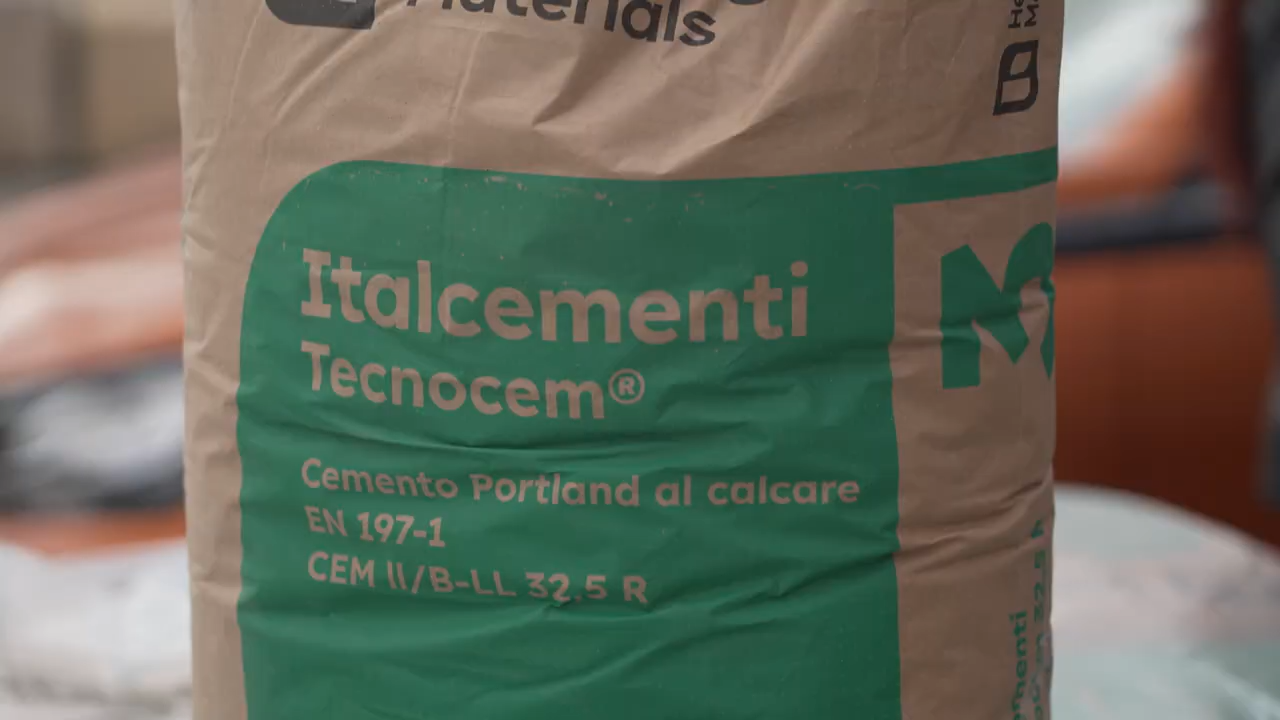 Materials
Italcementi
Tecnocem®
Cemento Portland al calcare
EN 197-1
CEM II/B-LL 32,5 R
M